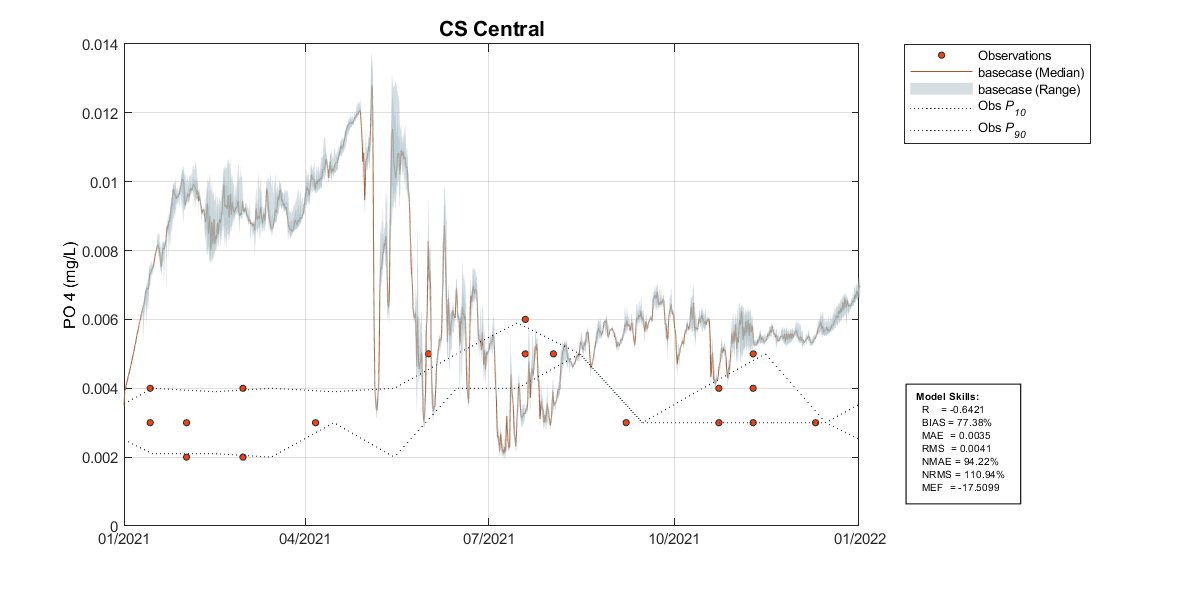 CS Central
0.014
0.012
0.01
0.008
0.006
0.004
0.002
0
PO 4 (mg/L)
01/2021
04/2021
07/2021
10/2021
01/2022
Observations
basecase (Median)
basecase (Range)
Obs P10
Obs P90
Model Skills:
R = -0.6421
BIAS = 77.38%
MAE = 0.0035
RMS = 0.0041
NMAE = 94.22%
NRMS = 110.94%
MEF = -17.5099